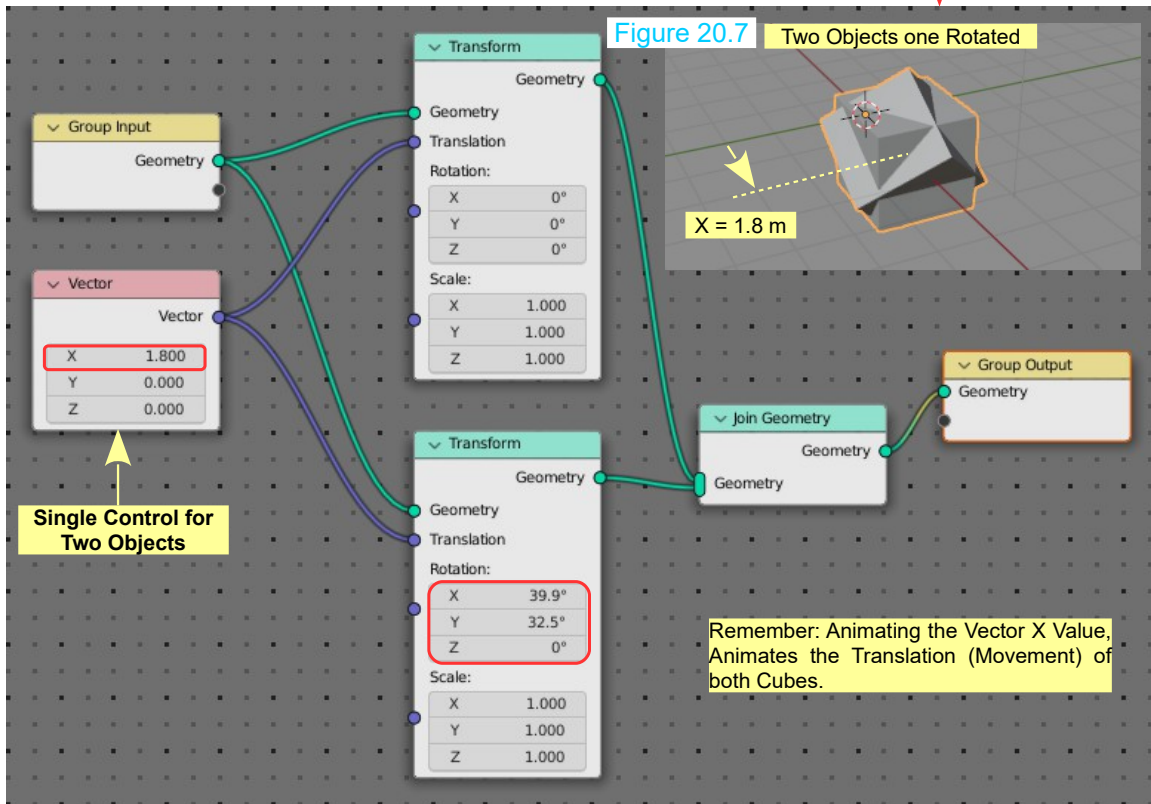 Figure 20.7
Two Objects one Rotated
X = 1.8 m
Group Input
Geometry
Vector
Vector
X 1.800
Y 0.000
Z 0.000
Single Control for
Two Objects
Transform
Geometry
Geometry
Translation
Rotation:
X 0°
Y 0°
Z 0°
Scale:
X 1.000
Y 1.000
Z 1.000
Transform
Geometry
Geometry
Translation
Rotation:
X 39.9°
Y 32.5°
Z 0°
Scale:
X 1.000
Y 1.000
Z 1.000
Join Geometry
Geometry
Geometry
Group Output
Geometry
Remember: Animating the Vector X Value,
Animates the Translation (Movement) of
both Cubes.